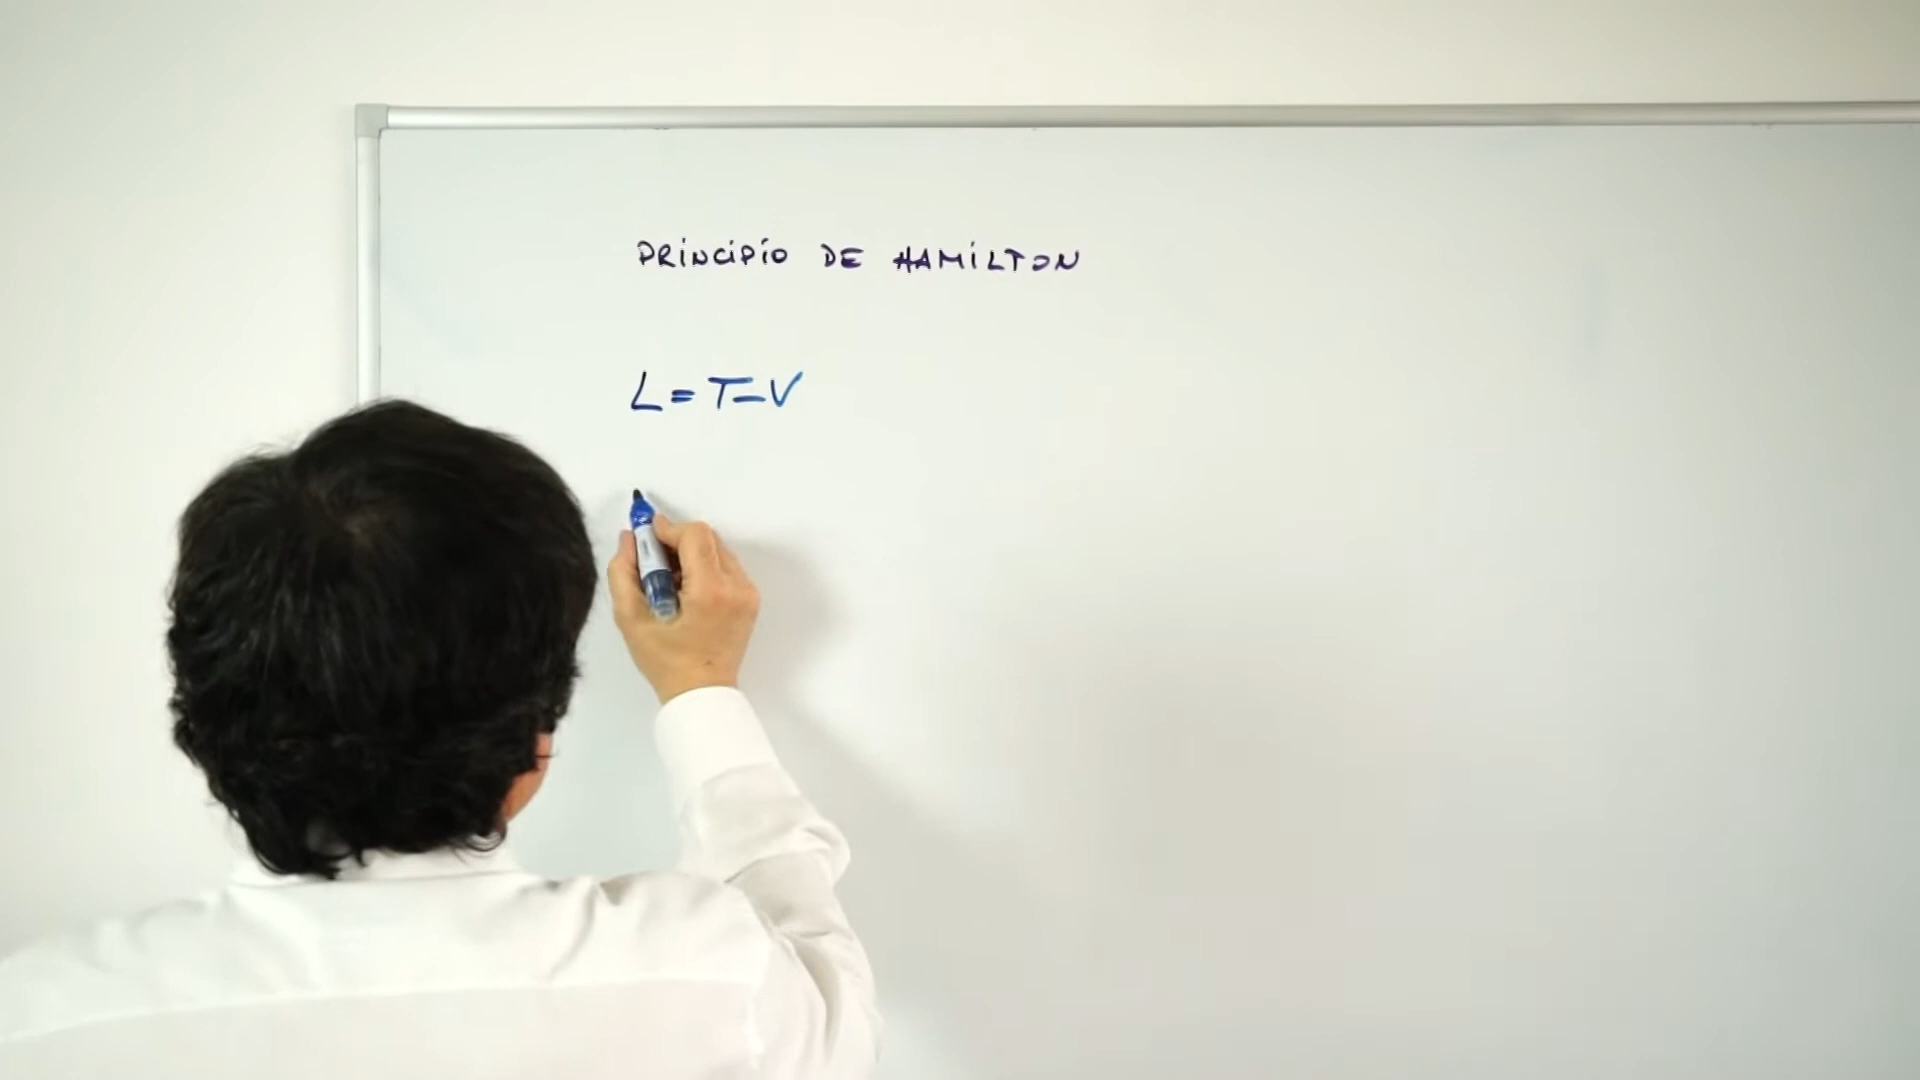 PRINCIPIO DE HAMILTON
L = T - V